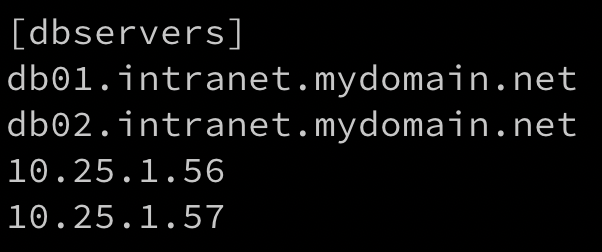 [dbservers]
db01.intranet.mydomain.net
db02.intranet.mydomain.net
10.25.1.56
10.25.1.57